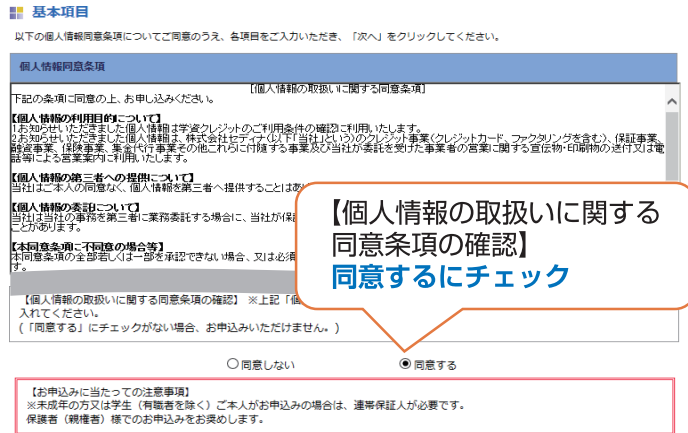 基本項目
以下の個人情報同意条項についてご同意のうえ、各項目をご入力いただき、「次へ」をクリックしてください。
個人情報同意条項
【個人情報の取扱いに関する同意条項】
下記の条項に同意の上、お申し込みください。
【個人情報の利用目的について】
1.お知らせいただきました個人情報は学資クレジットのご利用条件の確認に利用いたします。
2.お知らせいただきました個人情報は、株式会社セディナ(以下「当社」という)のクレジット事業(クレジットカード、ファクタリングを含む)、保証事業、
融資事業、保険事業、集金代行事業その他これらに付随する事業及び当社が委託を受けた事業者の営業に関する宣伝物・印刷物の送付又は電
話等による営業案内に利用いたします。
【個人情報の第三者への提供について】
当社はご本人の同意なく、個人情報を第三者へ提供することはあ
【個人情報の委託について】
当社は当社の事務を第三者に業務委託する場合に、当社が保
ことがあります。
【本同意条項に不同意の場合等】
本同意条項の全部若しくは一部を承認できない場合、又は必須
す。
【個人情報の取扱いに関する
同意条項の確認】
同意するにチェック
【個人情報の取扱いに関する同意条項の確認】 ※上記「個
入れてください。
(「同意する」にチェックがない場合、お申込みいただけません。)
同意しない 同意する
【お申込みに当たっての注意事項】
※未成年の方又は学生（有職者を除く）ご本人がお申込みの場合は、連帯保証人が必要です。
保護者（親権者）様でのお申込みをお奨めします。